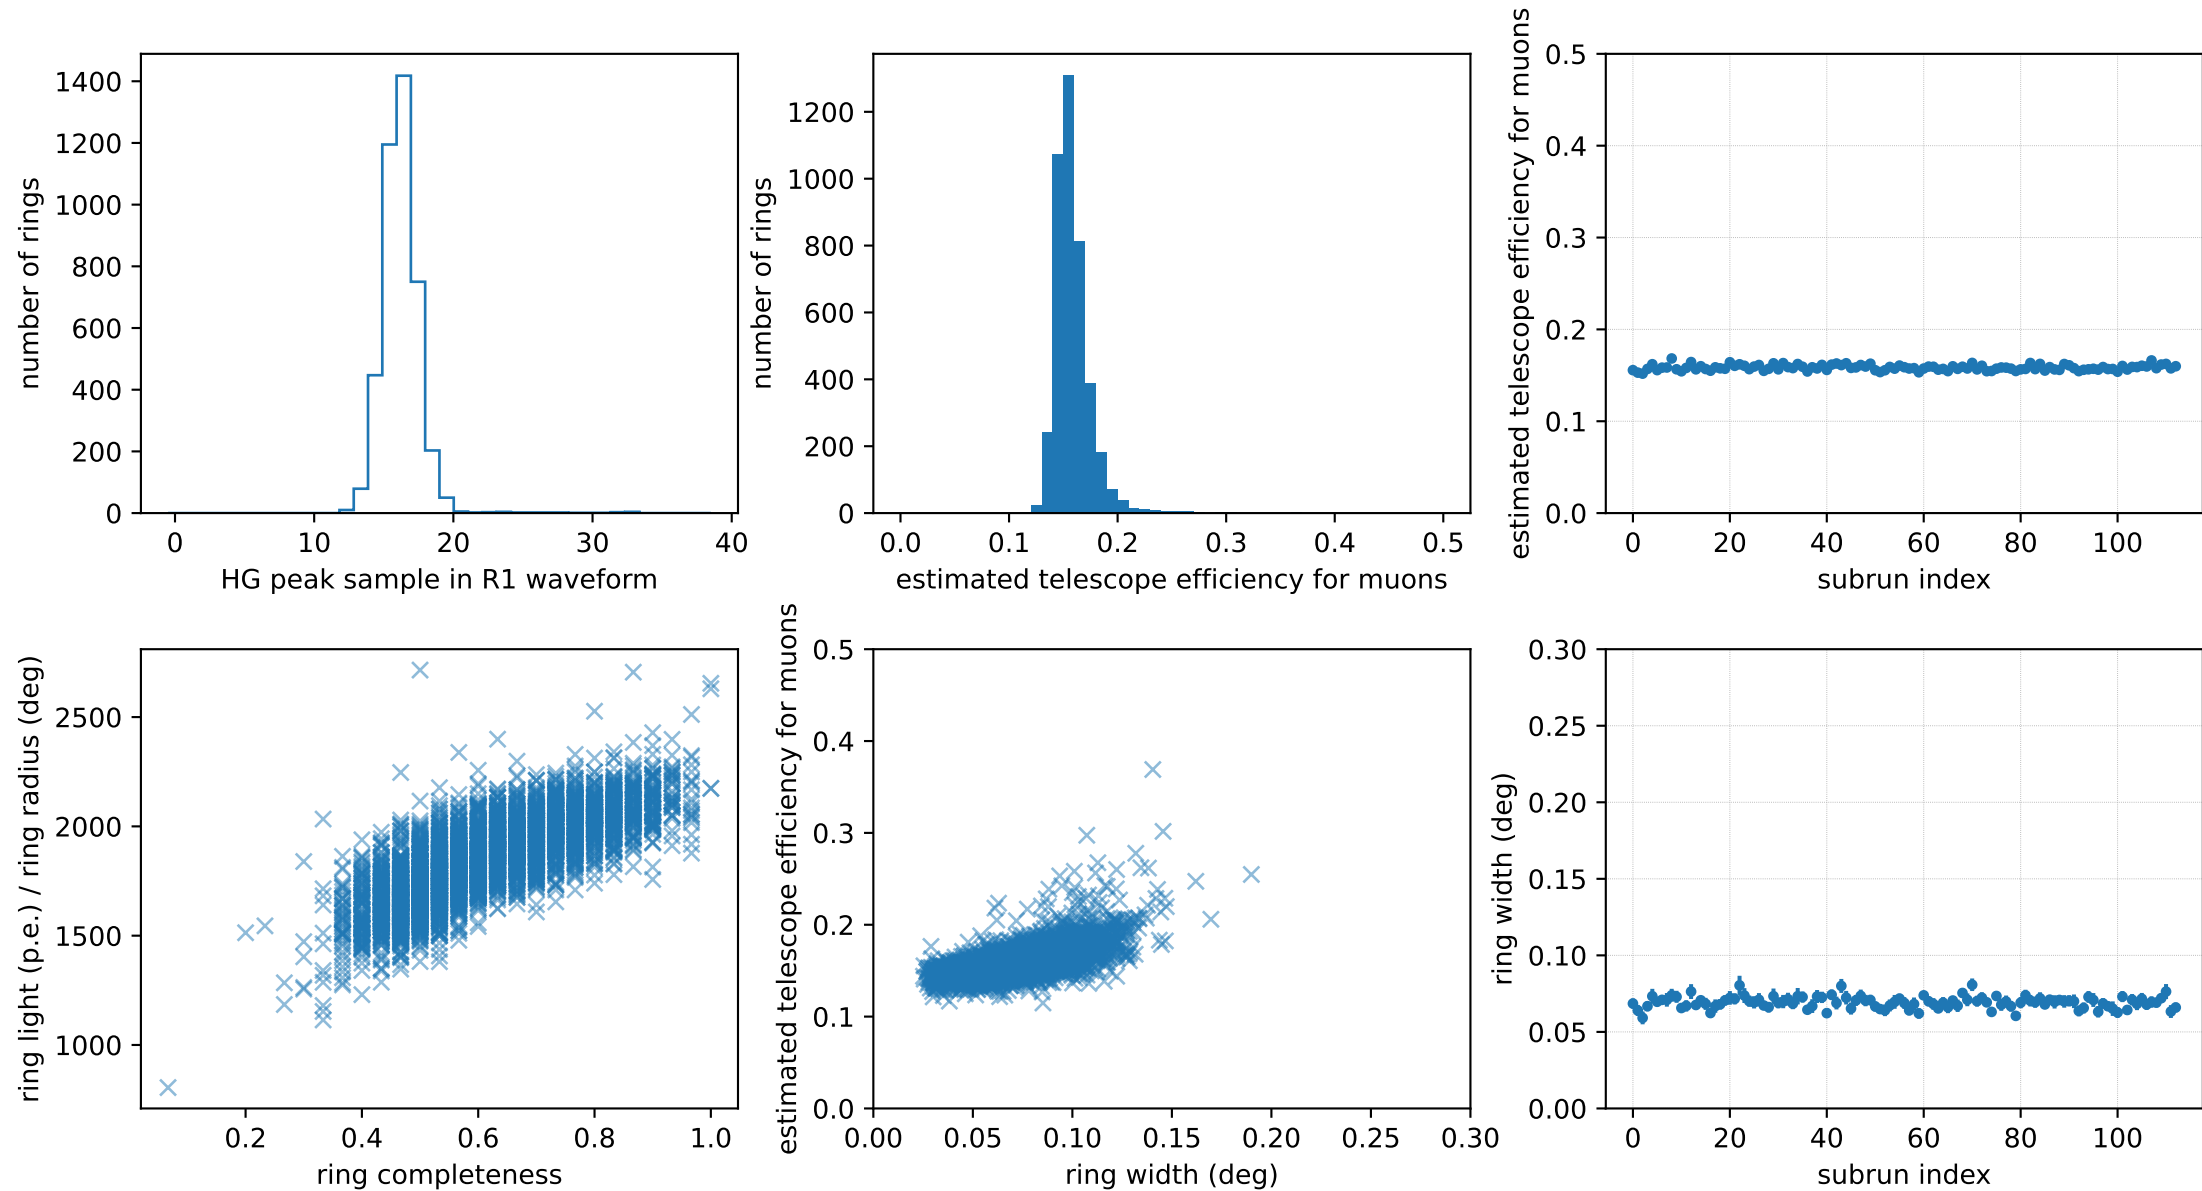 1400
1200
1000
800
600
400
200
0
number of rings
0 10 20 30 40
HG peak sample in R1 waveform
1200
1000
800
600
400
200
0
number of rings
0.0 0.1 0.2 0.3 0.4 0.5
estimated telescope efficiency for muons
0.5
0.4
0.3
0.2
0.1
0.0
estimated telescope efficiency for muons
0 20 40 60 80 100
subrun index
2500
2000
1500
1000
ring light (p.e.) / ring radius (deg)
0.2 0.4 0.6 0.8 1.0
ring completeness
0.5
0.4
0.3
0.2
0.1
0.0
estimated telescope efficiency for muons
0.00 0.05 0.10 0.15 0.20 0.25 0.30
ring width (deg)
0.30
0.25
0.20
0.15
0.10
0.05
0.00
ring width (deg)
0 20 40 60 80 100
subrun index